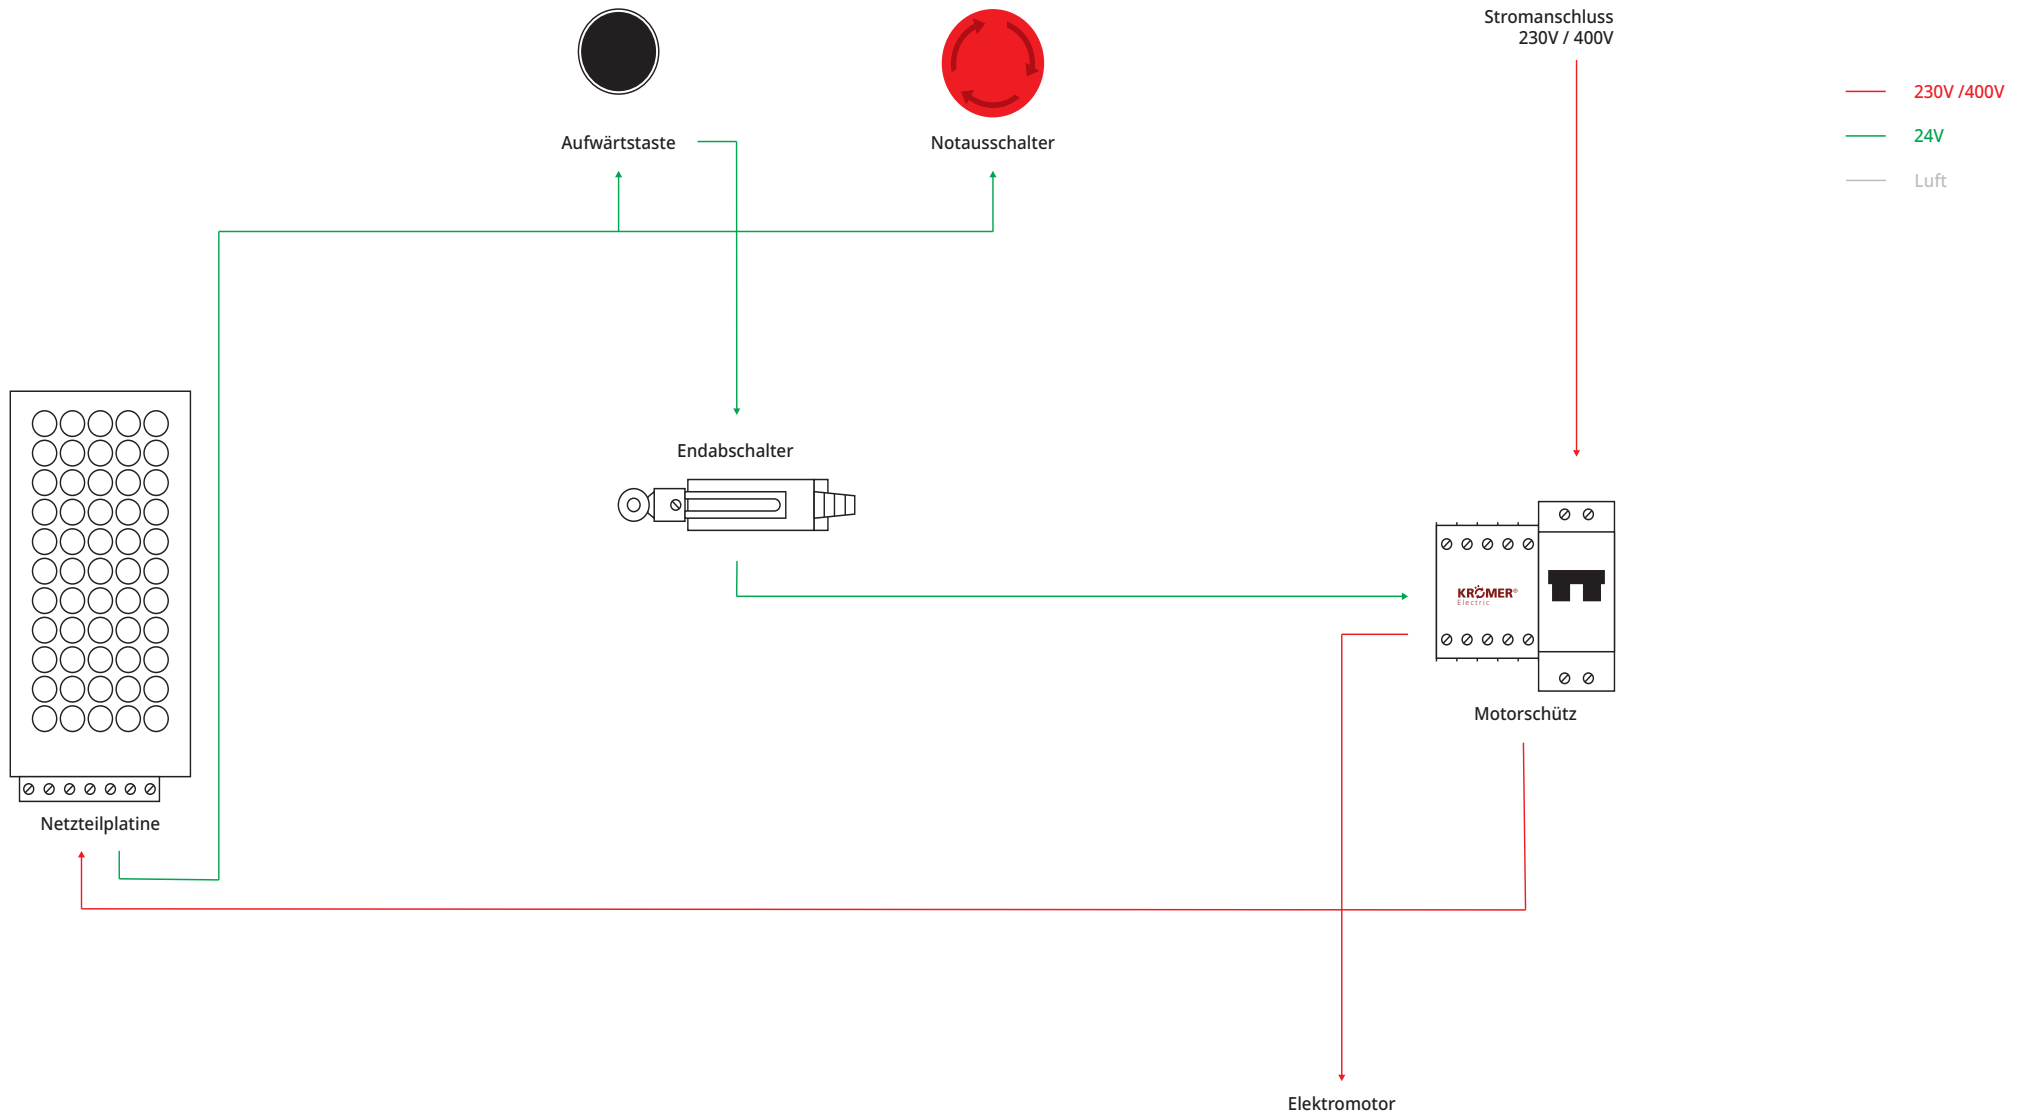 Stromanschluss
230V / 400V
230V /400V
24V
Luft
Aufwärtstaste
Notausschalter
Endabschalter
KRÖMER®
Electric
Motorschütz
Netzteilplatine
Elektromotor